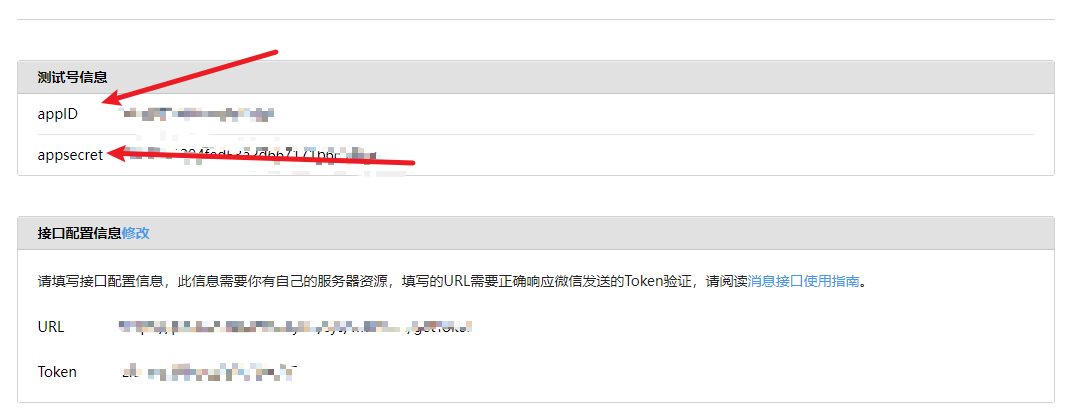 测试号信息
appID
appsecret
接口配置信息修改
请填写接口配置信息，此信息需要你有自己的服务器资源，填写的URL需要正确响应微信发送的Token验证，请阅读消息接口使用指南。
URL
Token